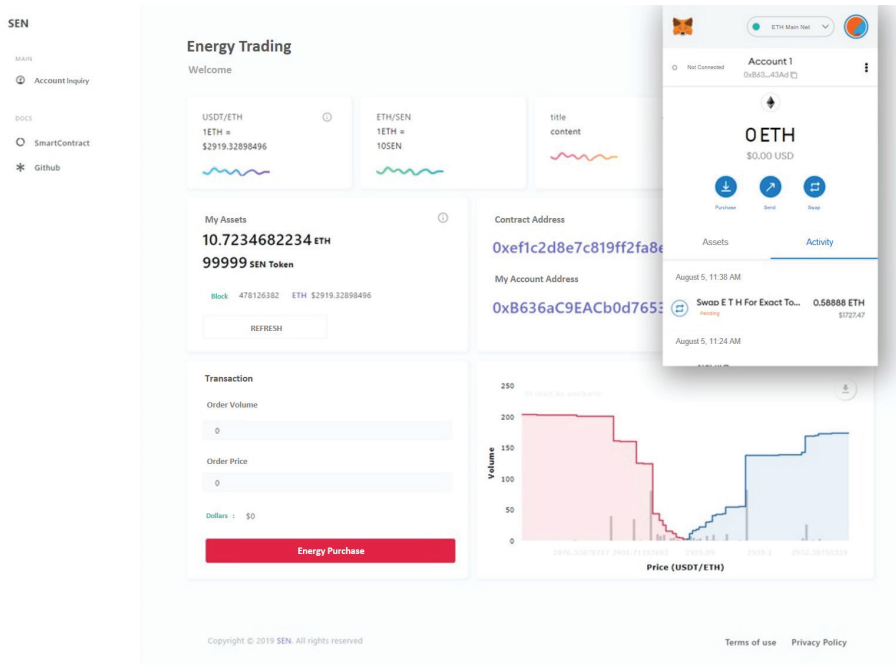 SEN
MAIN
Account Inquiry
DOCS
SmartContract
Github
Energy Trading
Welcome
USDT/ETH
1ETH =
$2919.32898496
ETH/SEN
1ETH =
10SEN
title
content
My Assets
10.7234682234 ETH
99999 SEN Token
Block 478126382 ETH $2919.32898496
REFRESH
Contract Address
0xef1c2d8e7c819ff2fa8e
My Account Address
0xB636aC9EACb0d7653
Transaction
Order Volume
0
Order Price
0
Dollars : $0
Energy Purchase
250
200
150
100
50
0
Volume
Price (USDT/ETH)
ETH Main Net
Not Connected
Account 1
0xB63...43Ad
0 ETH
$0.00 USD
Purchase Send Swap
Assets Activity
August 5, 11:38 AM
Swap E T H For Exact To... 0.58888 ETH
Pending $1727.47
August 5, 11:24 AM
Copyright © 2019 SEN. All rights reserved
Terms of use Privacy Policy